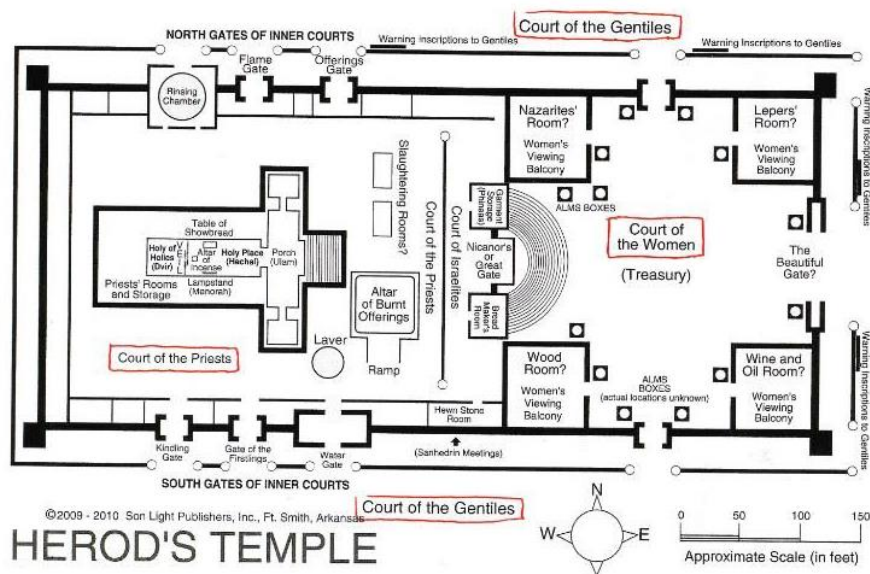 NORTH GATES OF INNER COURTS
Court of the Gentiles
Warning Inscriptions to Gentiles
Warning Inscriptions to Gentiles
Flame
Gate
Offerings
Gate
Rinsing
Chamber
Nazarites'
Room?
Women's
Viewing
Balcony
Lepers'
Room?
Women's
Viewing
Balcony
Warning Inscriptions to Gentiles
Slaughtering Rooms?
Court of the Priests
Court of Israelites
Garment
Storage
(Phineas)
ALMS BOXES
Court of
the Women
(Treasury)
Table of
Showbread
Holy of
Holies
(Dvir)
VEIL
Altar
of
Incense
Holy Place
(Hechal)
Porch
(Ulam)
Nicanor's
or Great
Gate
The
Beautiful
Gate?
Priests' Rooms
and Storage
Lampstand
(Menorah)
Altar
of Burnt
Offerings
Bread
Maker's
Room
Court of the Priests
Laver
Ramp
Wood
Room?
Women's
Viewing
Balcony
ALMS
BOXES
(actual locations unknown)
Wine and
Oil Room?
Women's
Viewing
Balcony
Warning Inscriptions to Gentiles
Hewn Stone
Room
Kindling
Gate
Gate of the
Firstlings
Water
Gate
(Sanhedrin Meetings)
SOUTH GATES OF INNER COURTS
Court of the Gentiles
©2009 - 2010 Son Light Publishers, Inc., Ft. Smith, Arkansas
HEROD'S TEMPLE
N
W
E
S
0 50 100 150
Approximate Scale (in feet)